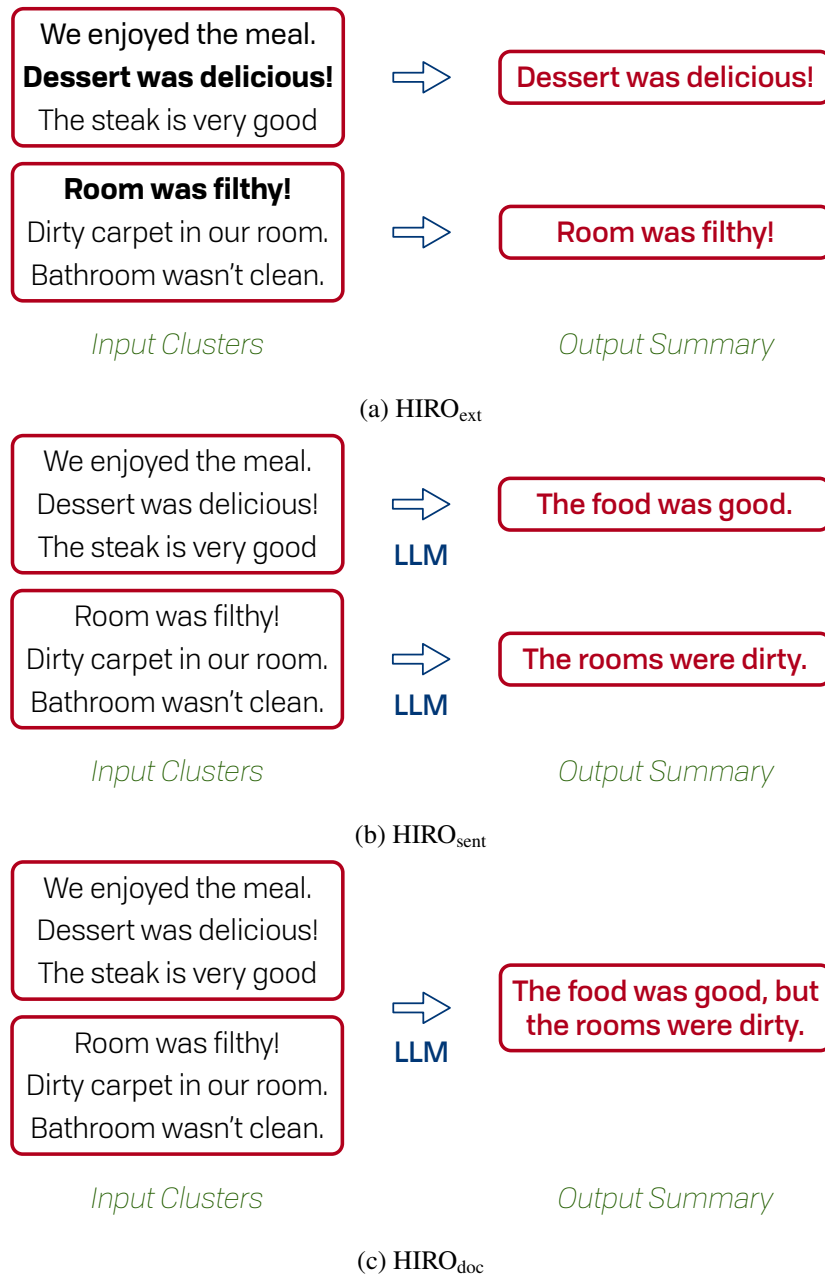 We enjoyed the meal.
Dessert was delicious!
The steak is very good
Dessert was delicious!
Room was filthy!
Dirty carpet in our room.
Bathroom wasn't clean.
Room was filthy!
Input Clusters
Output Summary
(a) HIROext
We enjoyed the meal.
Dessert was delicious!
The steak is very good
LLM
The food was good.
Room was filthy!
Dirty carpet in our room.
Bathroom wasn't clean.
LLM
The rooms were dirty.
Input Clusters
Output Summary
(b) HIROsent
We enjoyed the meal.
Dessert was delicious!
The steak is very good
Room was filthy!
Dirty carpet in our room.
Bathroom wasn't clean.
LLM
The food was good, but
the rooms were dirty.
Input Clusters
Output Summary
(c) HIROdoc